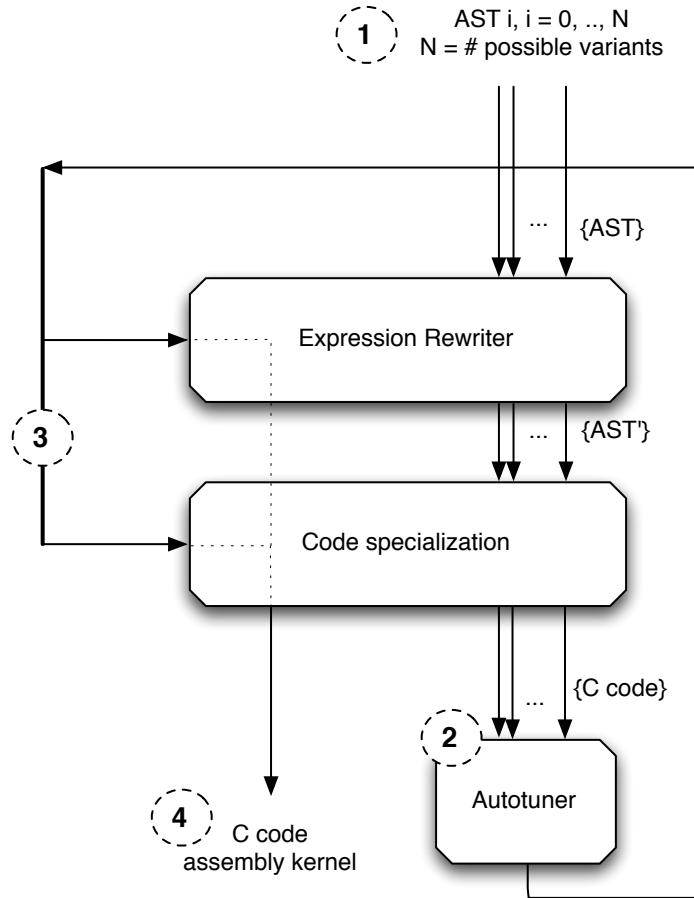 1
AST i, i = 0, .., N
N = # possible variants
...
{AST}
Expression Rewriter
...
{AST'}
3
Code specialization
...
{C code}
2
Autotuner
4
C code
assembly kernel